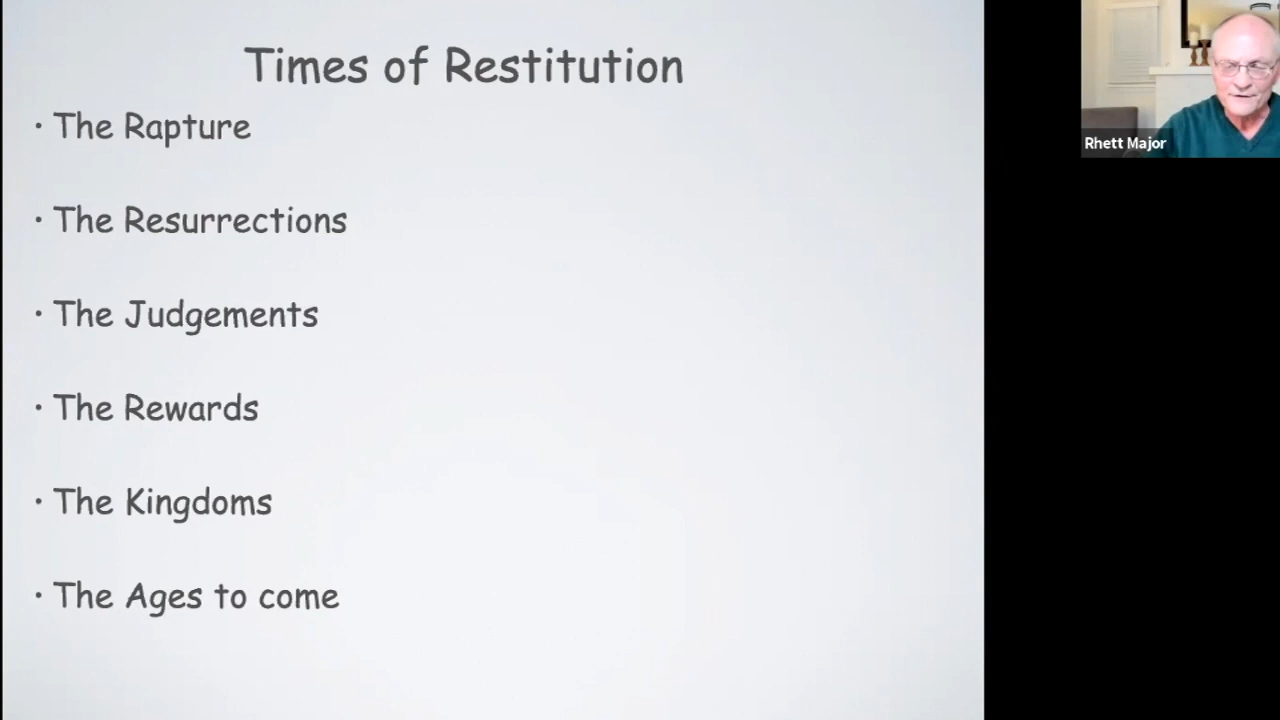 Times of Restitution
· The Rapture
· The Resurrections
· The Judgements
· The Rewards
· The Kingdoms
· The Ages to come
Rhett Major